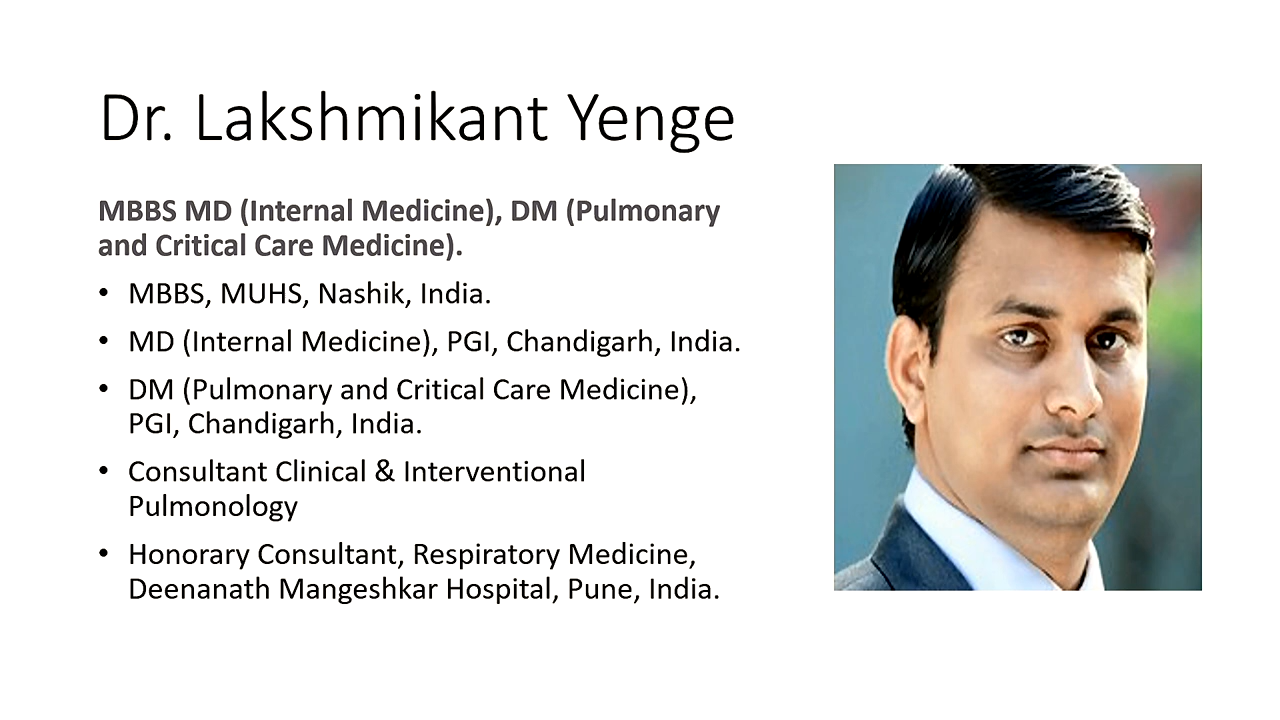 Dr. Lakshmikant Yenge
MBBS MD (Internal Medicine), DM (Pulmonary
and Critical Care Medicine).
• MBBS, MUHS, Nashik, India.
• MD (Internal Medicine), PGI, Chandigarh, India.
• DM (Pulmonary and Critical Care Medicine),
PGI, Chandigarh, India.
• Consultant Clinical & Interventional
Pulmonology
• Honorary Consultant, Respiratory Medicine,
Deenanath Mangeshkar Hospital, Pune, India.